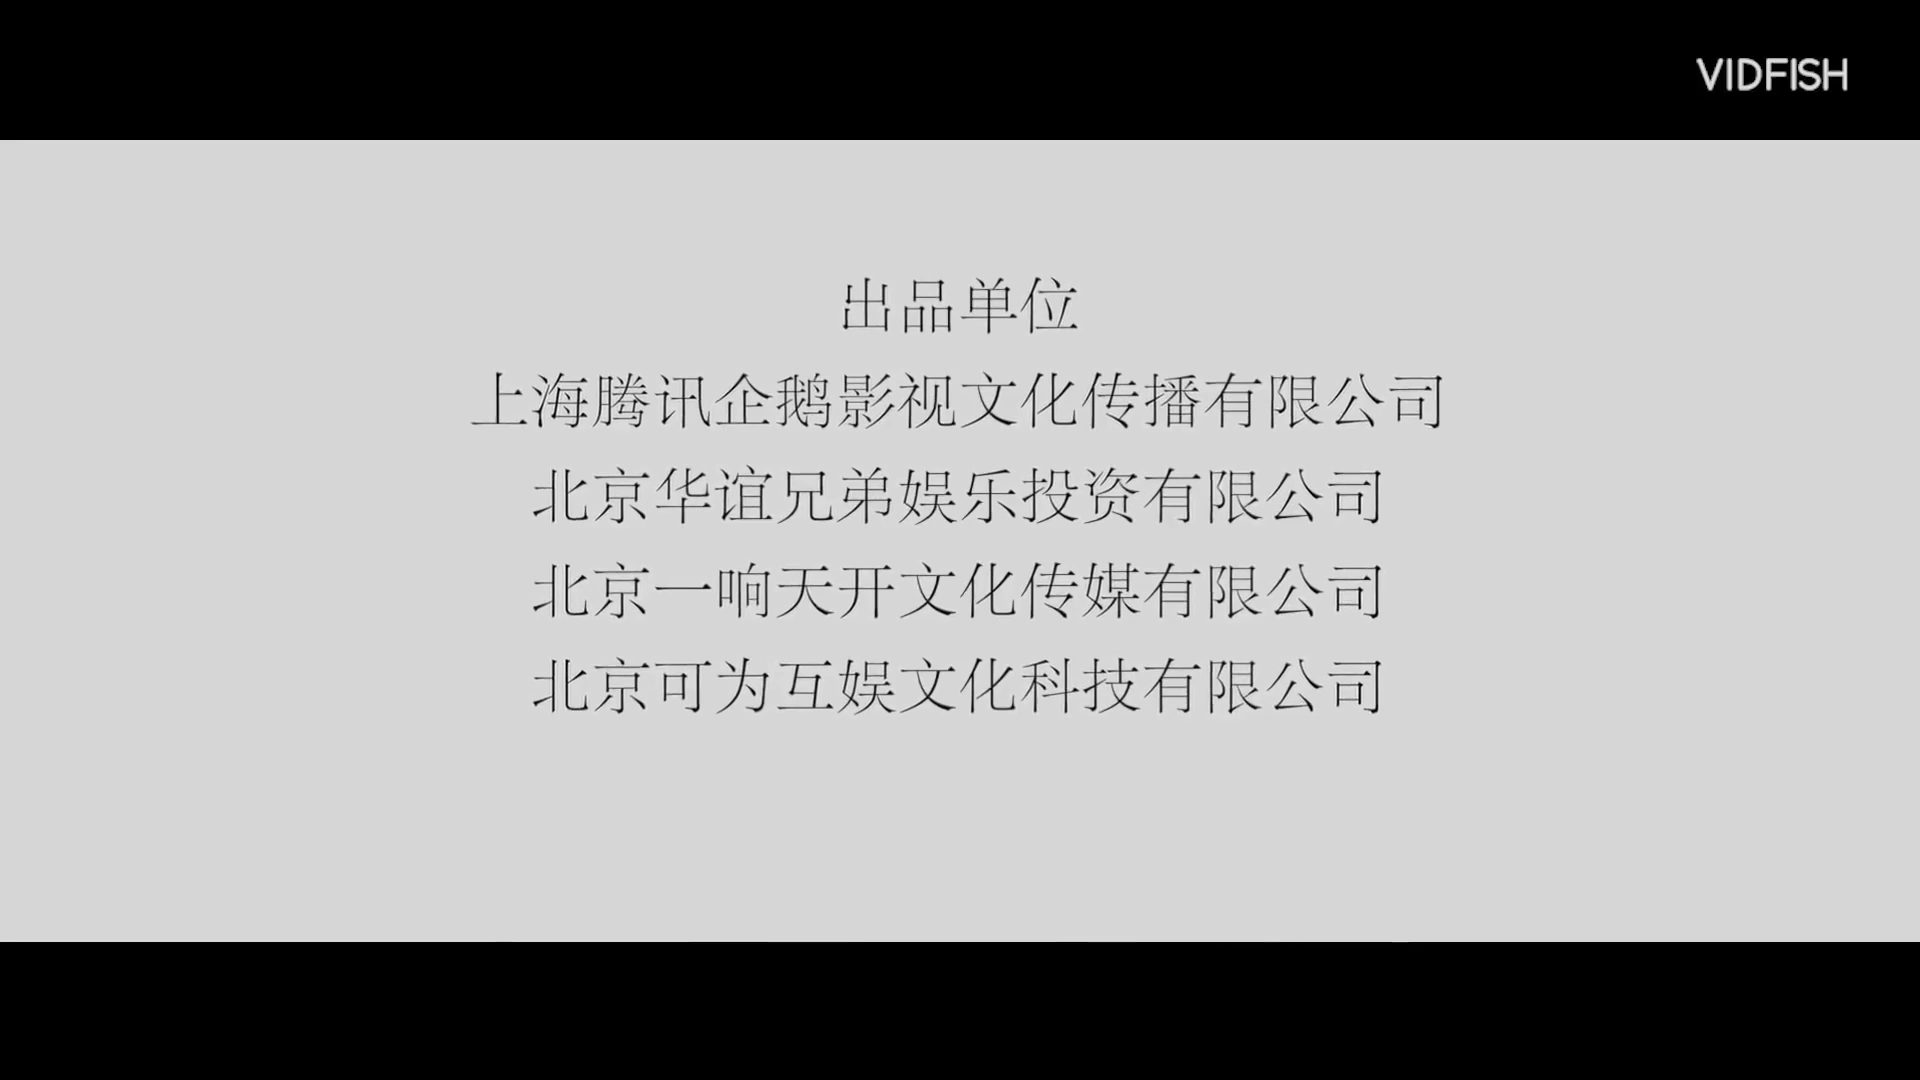 VIDFISH
出品单位
上海腾讯企鹅影视文化传播有限公司
北京华谊兄弟娱乐投资有限公司
北京一响天开文化传媒有限公司
北京可为互娱文化科技有限公司